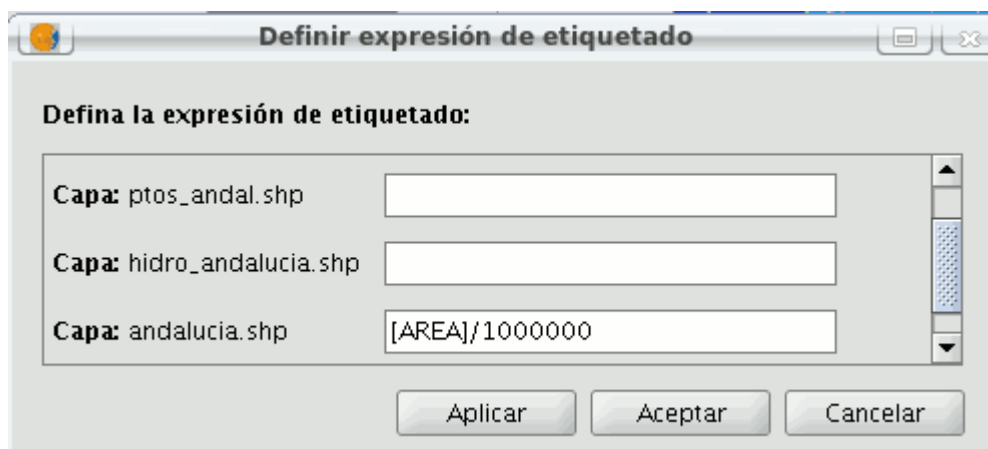 Definir expresión de etiquetado
Defina la expresión de etiquetado:
Capa: ptos_andal.shp
Capa: hidro_andalucia.shp
Capa: andalucia.shp [AREA]/1000000
Aplicar Aceptar Cancelar